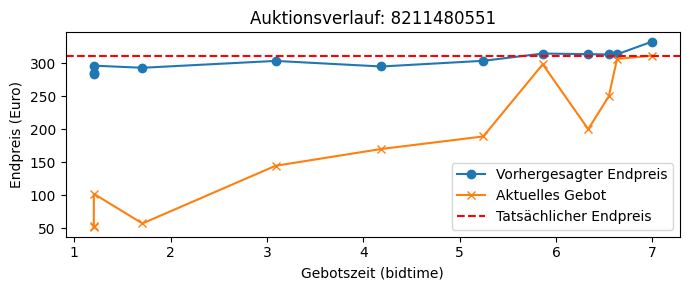 Auktionsverlauf: 8211480551
Endpreis (Euro)
300
250
200
150
100
50
Vorhergesagter Endpreis
Aktuelles Gebot
Tatsächlicher Endpreis
1 2 3 4 5 6 7
Gebotszeit (bidtime)